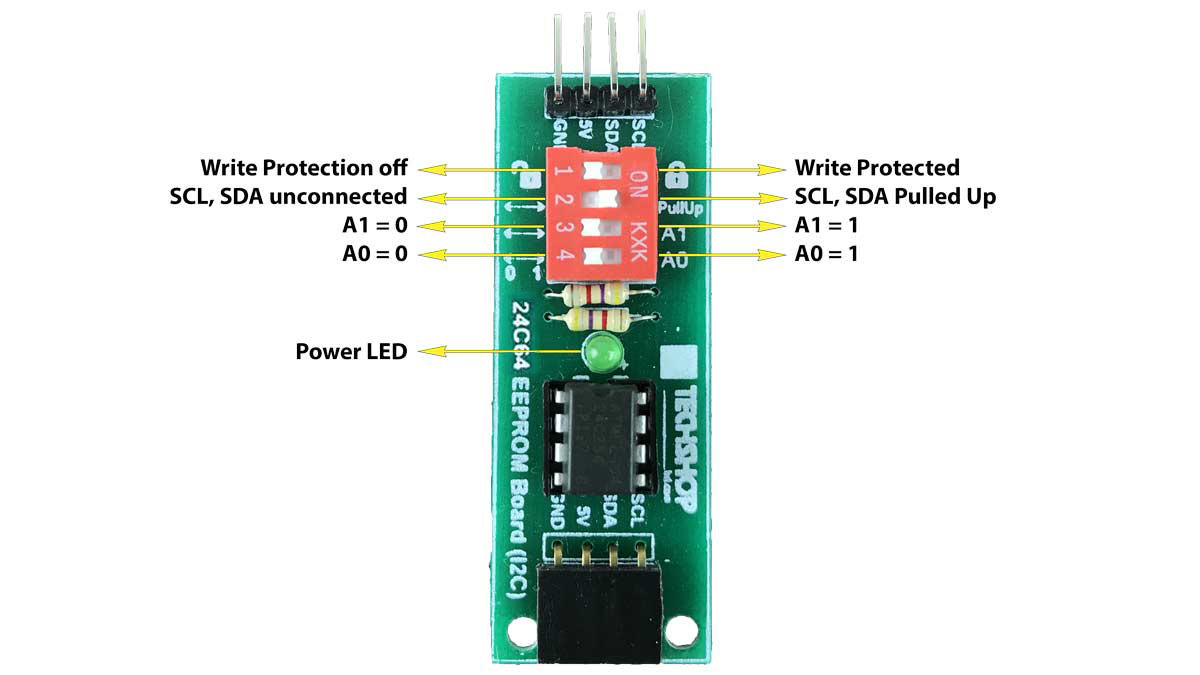 GND
5V
SDA
SCL
Write Protection off
Write Protected
1
ON
SCL, SDA unconnected
SCL, SDA Pulled Up
2
PullUp
A1 = 0
A1 = 1
3
KXK
A1
A0 = 0
A0 = 1
4
A0
0
1
24C64 EEPROM Board (I2C)
Power LED
TECHSHOP
GND
5V
SDA
SCL